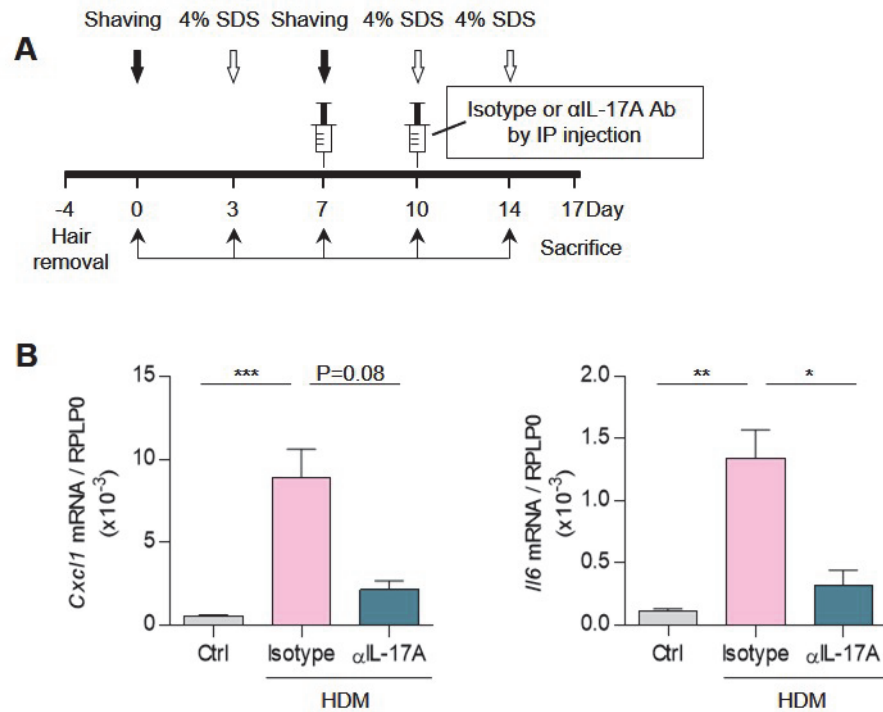 Shaving 4% SDS Shaving 4% SDS 4% SDS
A
Isotype or αIL-17A Ab
by IP injection
-4 0 3 7 10 14 17Day
Hair
removal
Sacrifice
B
Cxcl1 mRNA / RPLP0
(x10-3)
15
10
5
0
*** P=0.08
Ctrl Isotype αIL-17A
HDM
Il6 mRNA / RPLP0
(x10-3)
2.0
1.5
1.0
0.5
0.0
** *
Ctrl Isotype αIL-17A
HDM